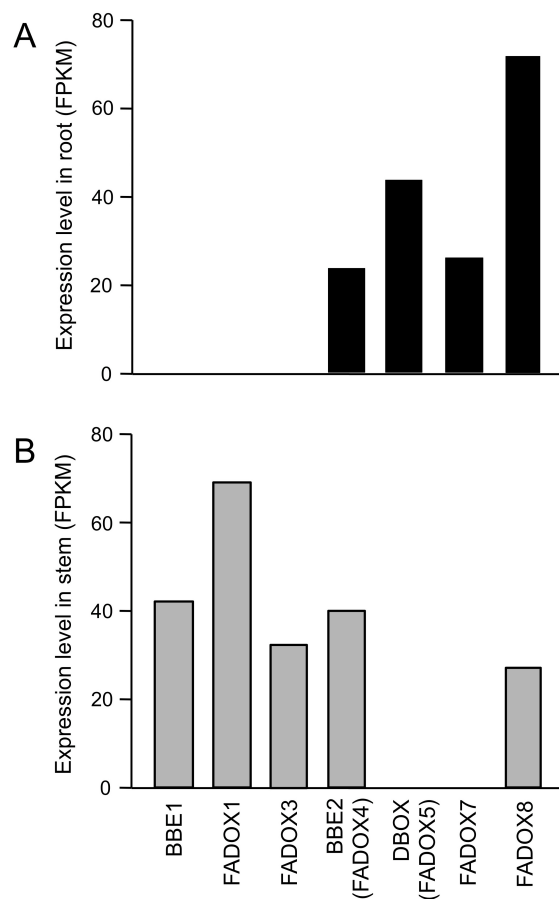 A
Expression level in root (FPKM)
80
60
40
20
0
B
Expression level in stem (FPKM)
80
60
40
20
0
BBE1
FADOX1
FADOX3
BBE2
(FADOX4)
DBOX
(FADOX5)
FADOX7
FADOX8